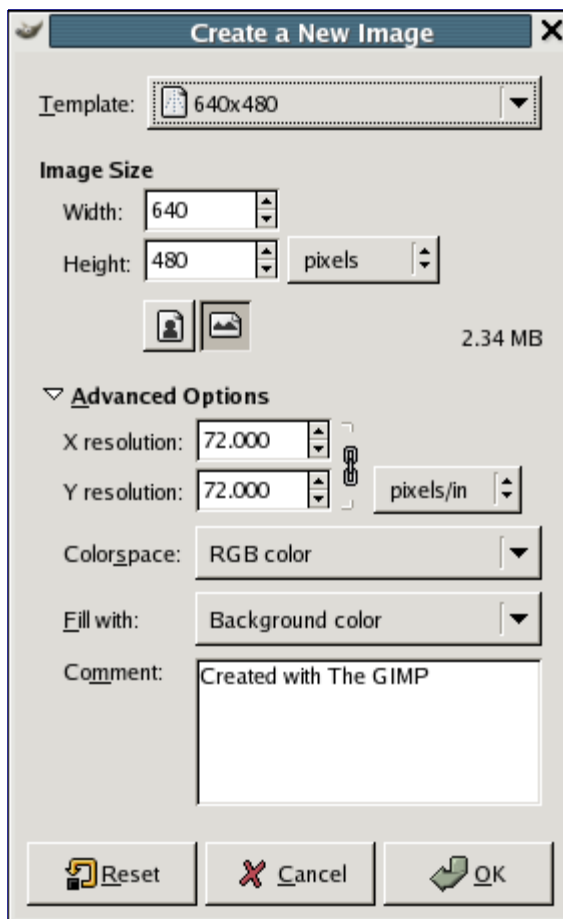 Create a New Image
Template: 640x480
Image Size
Width: 640
Height: 480 pixels
2.34 MB
Advanced Options
X resolution: 72.000
Y resolution: 72.000 pixels/in
Colorspace: RGB color
Fill with: Background color
Comment: Created with The GIMP
Reset Cancel OK